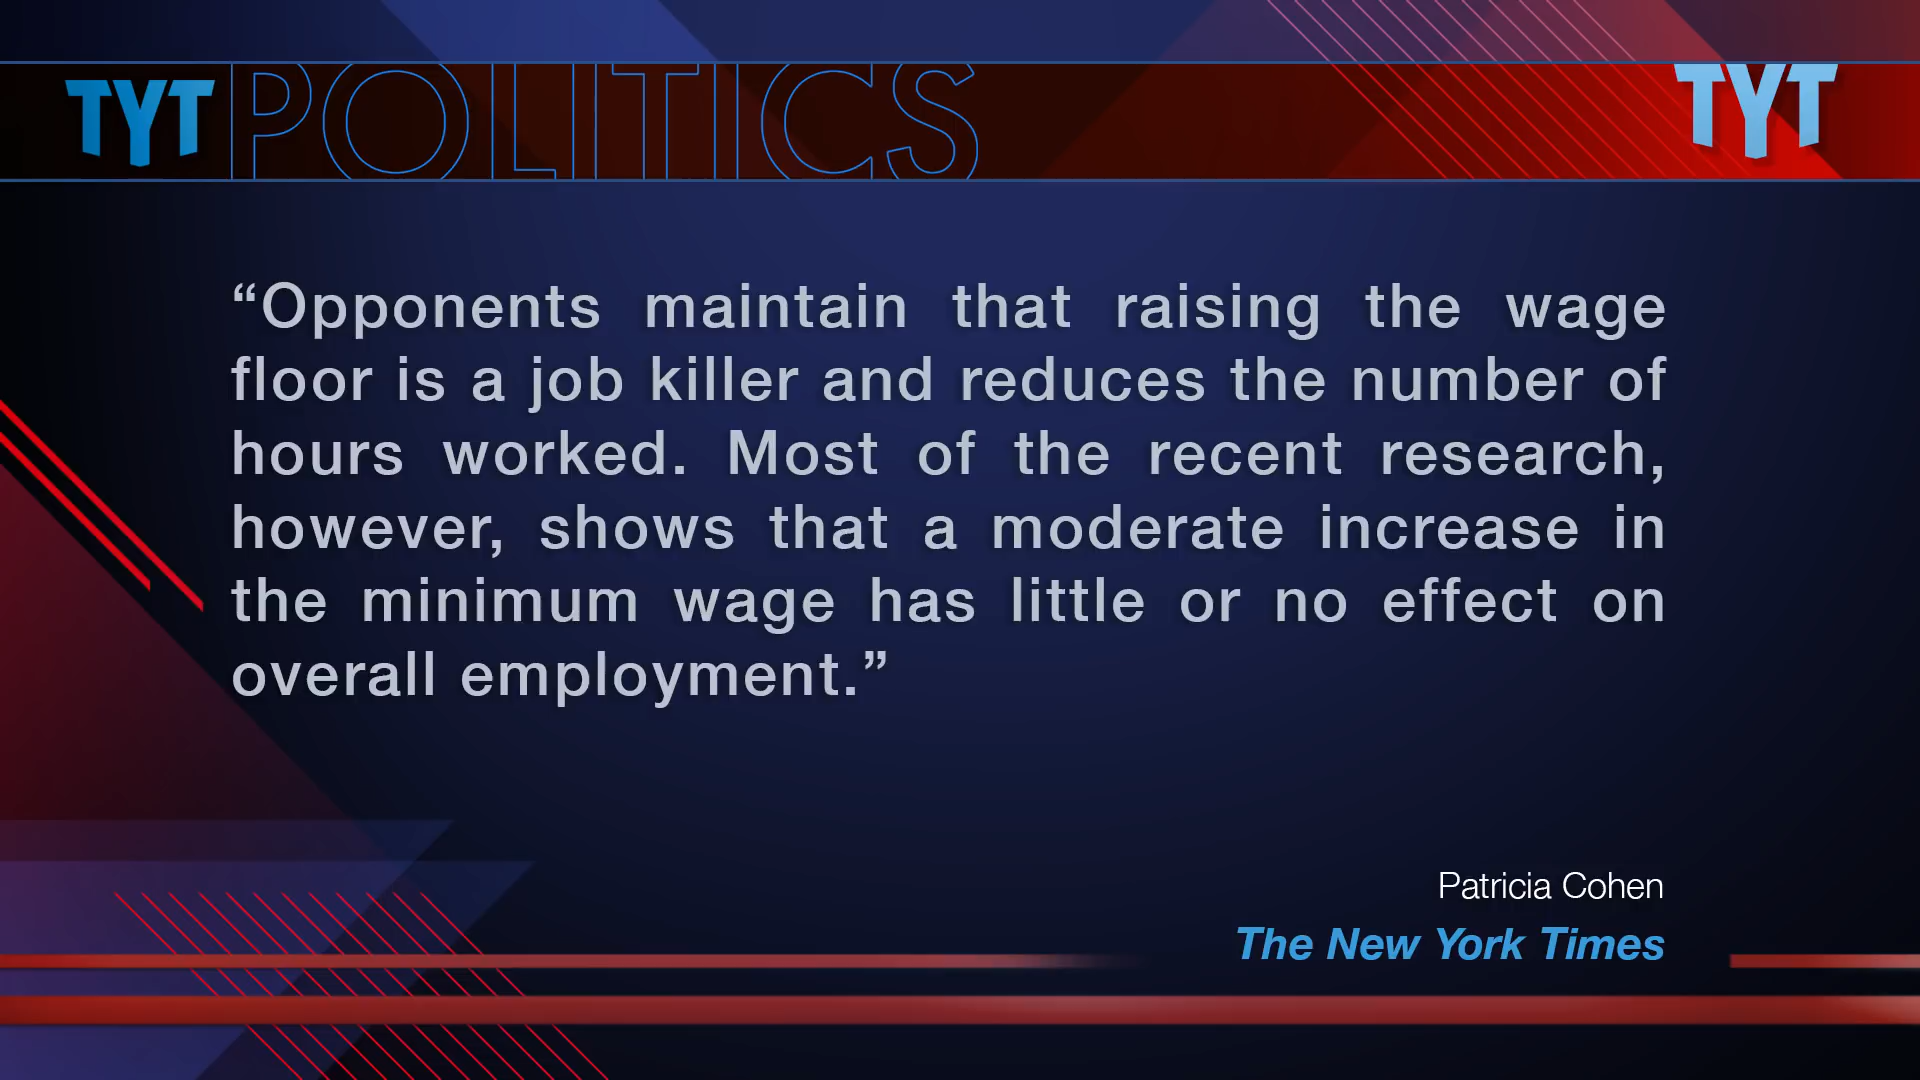 TYT POLITICS TYT
“Opponents maintain that raising the wage
floor is a job killer and reduces the number of
hours worked. Most of the recent research,
however, shows that a moderate increase in
the minimum wage has little or no effect on
overall employment.”
Patricia Cohen
The New York Times